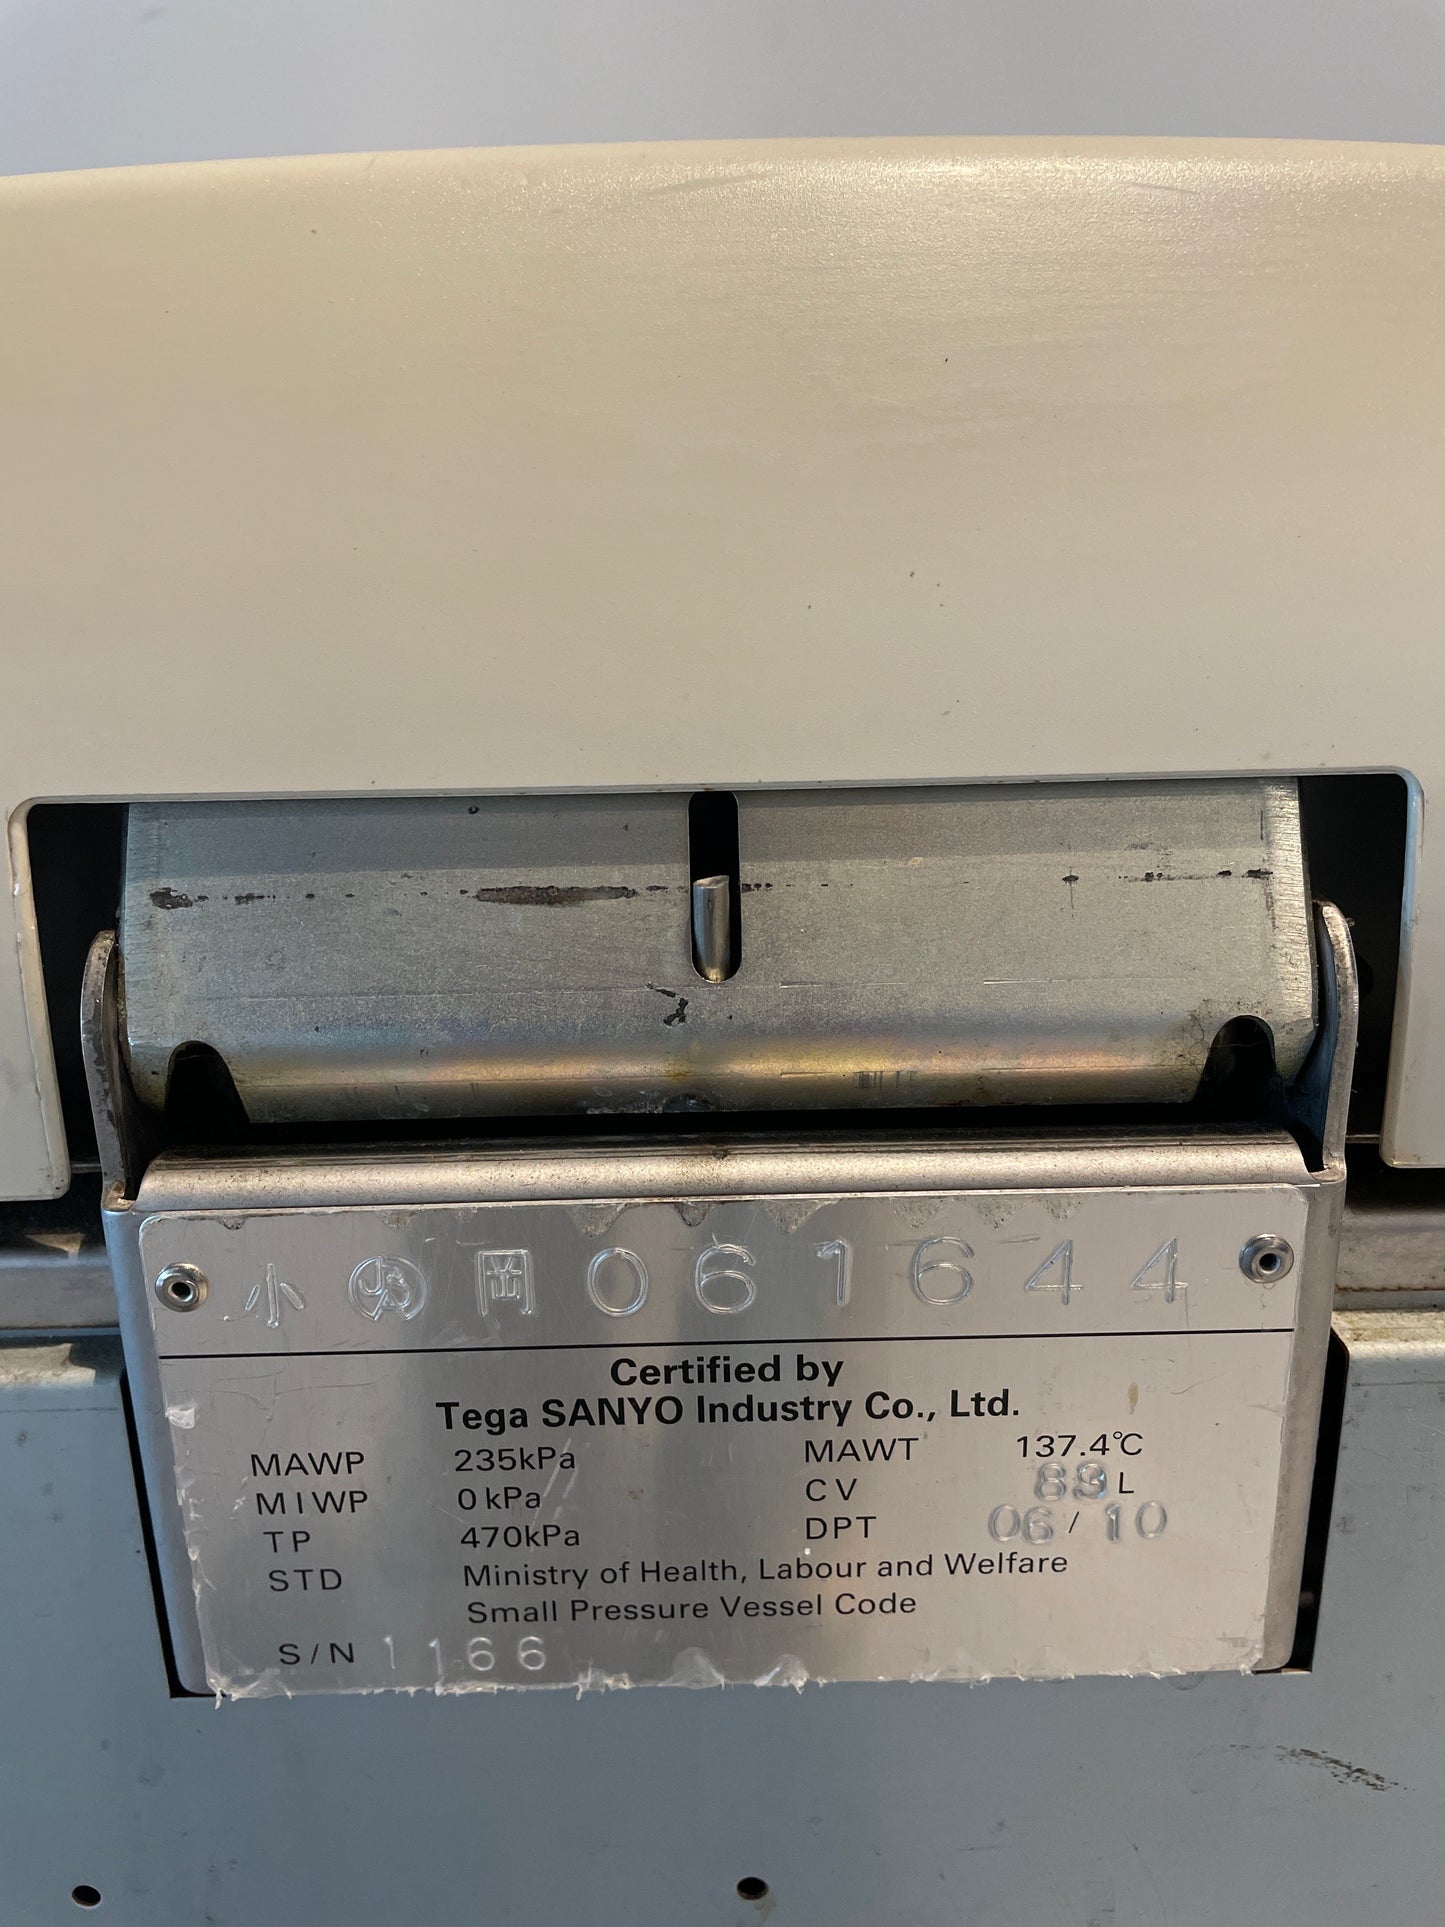 小 岡 061644
Certified by
Tega SANYO Industry Co., Ltd.
MAWP 235kPa MAWT 137.4℃
MIWP 0kPa CV L
TP 470kPa DPT 06/10
STD Ministry of Health, Labour and Welfare
Small Pressure Vessel Code
S/N 1166